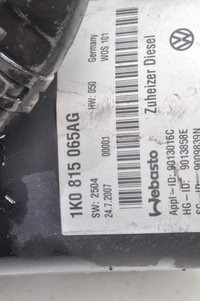 Germany
WOS 101
HW: 050
00001
1K0 815 065AG
SW: 2504
24.7.2007
Zuheizer Diesel
Webasto
Appl-ID: 9013016C
HG-ID: 9013858E